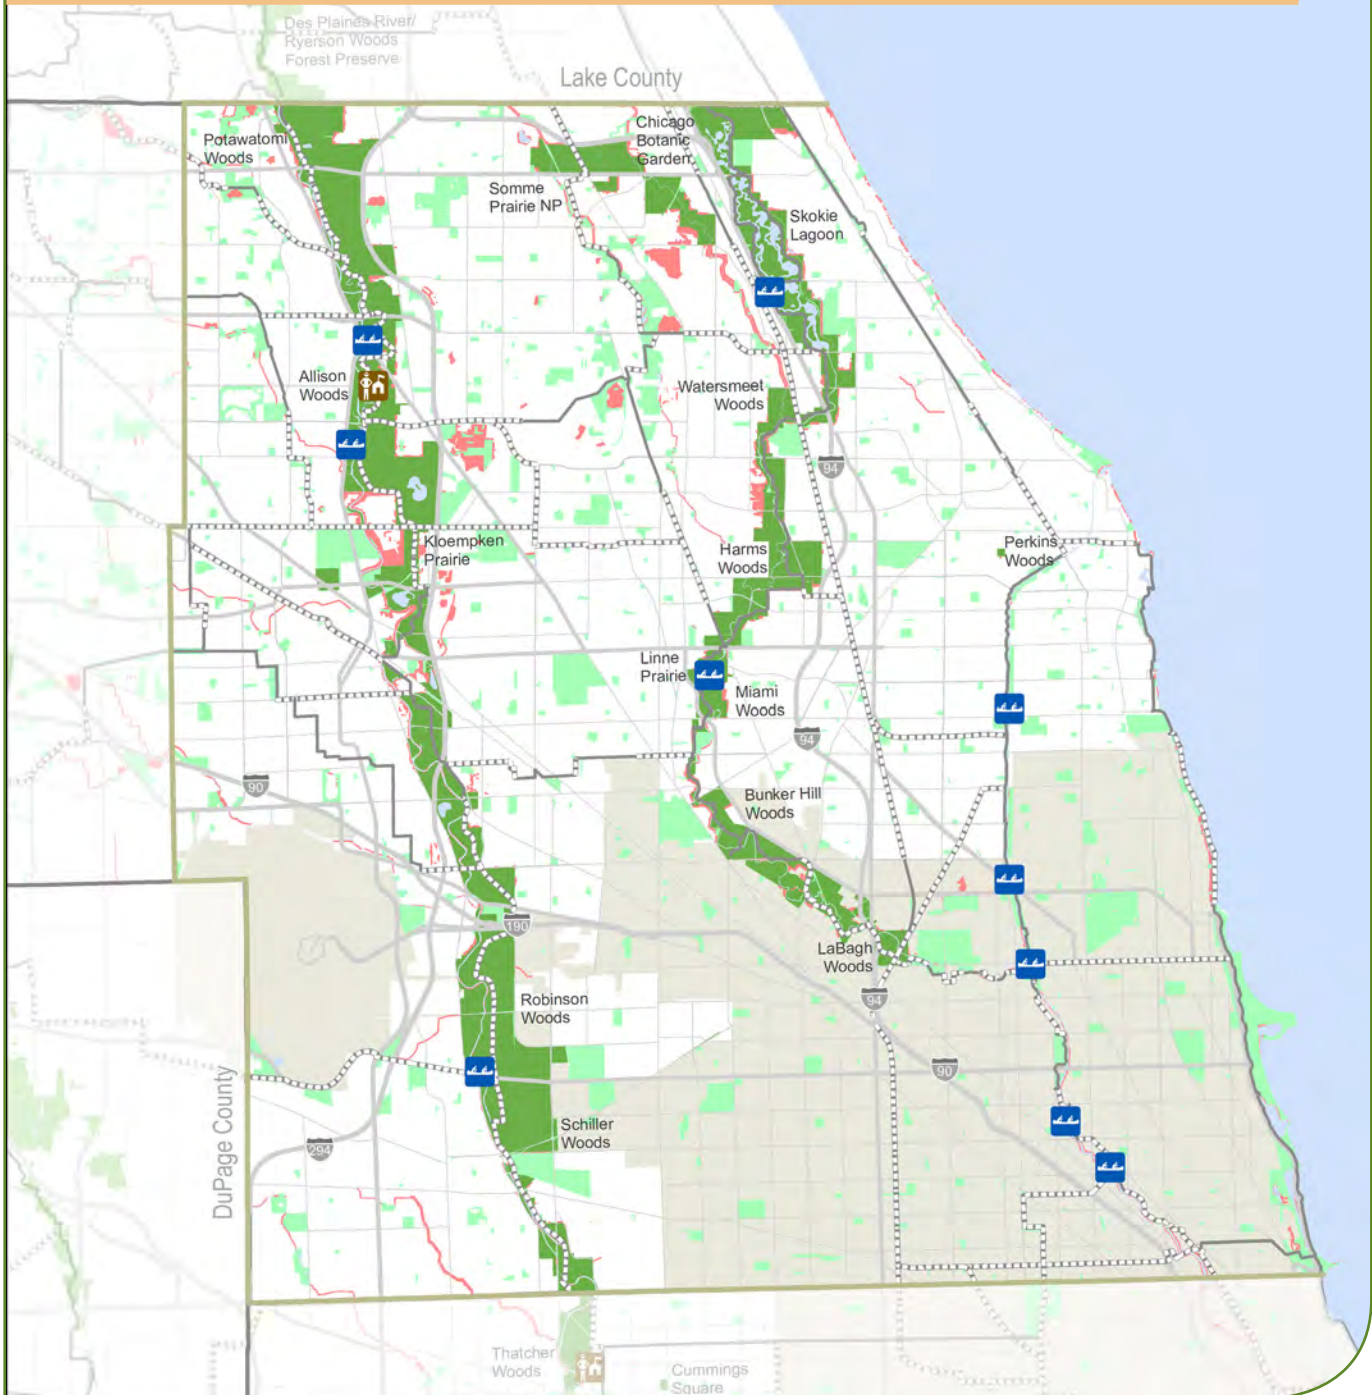 Des Plaines River/
Ryerson Woods
Forest Preserve
Lake County
Potawatomi
Woods
Chicago
Botanic
Garden
Somme
Prairie NP
Skokie
Lagoon
Allison
Woods
Watersmeet
Woods
94
Kloempken
Prairie
Harms
Woods
Perkins
Woods
Linne
Prairie
Miami
Woods
94
90
Bunker Hill
Woods
190
LaBagh
Woods
94
Robinson
Woods
90
DuPage County
Schiller
Woods
294
Thatcher
Woods
Cummings
Square